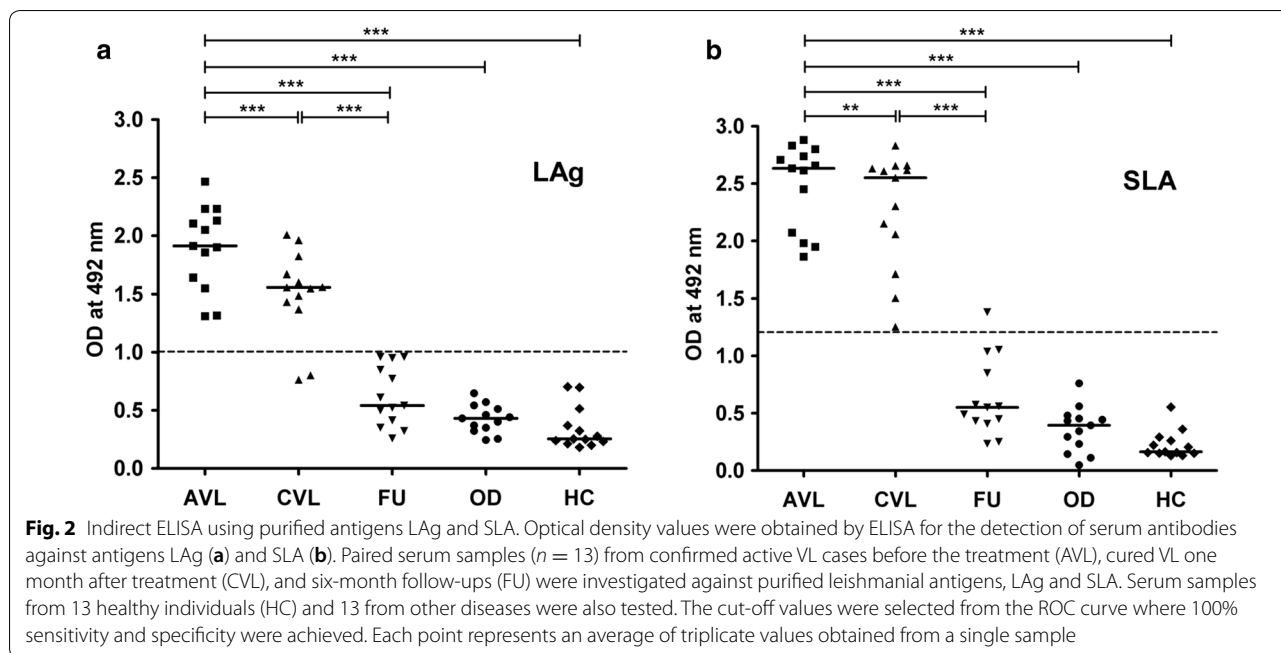 a
***
***
***
*** ***
LAg
OD at 492 nm
3.0
2.5
2.0
1.5
1.0
0.5
0.0
AVL CVL FU OD HC
b
***
***
***
** ***
SLA
OD at 492 nm
3.0
2.5
2.0
1.5
1.0
0.5
0.0
AVL CVL FU OD HC
Fig. 2 Indirect ELISA using purified antigens LAg and SLA. Optical density values were obtained by ELISA for the detection of serum antibodies
against antigens LAg (a) and SLA (b). Paired serum samples (n = 13) from confirmed active VL cases before the treatment (AVL), cured VL one
month after treatment (CVL), and six-month follow-ups (FU) were investigated against purified leishmanial antigens, LAg and SLA. Serum samples
from 13 healthy individuals (HC) and 13 from other diseases were also tested. The cut-off values were selected from the ROC curve where 100%
sensitivity and specificity were achieved. Each point represents an average of triplicate values obtained from a single sample